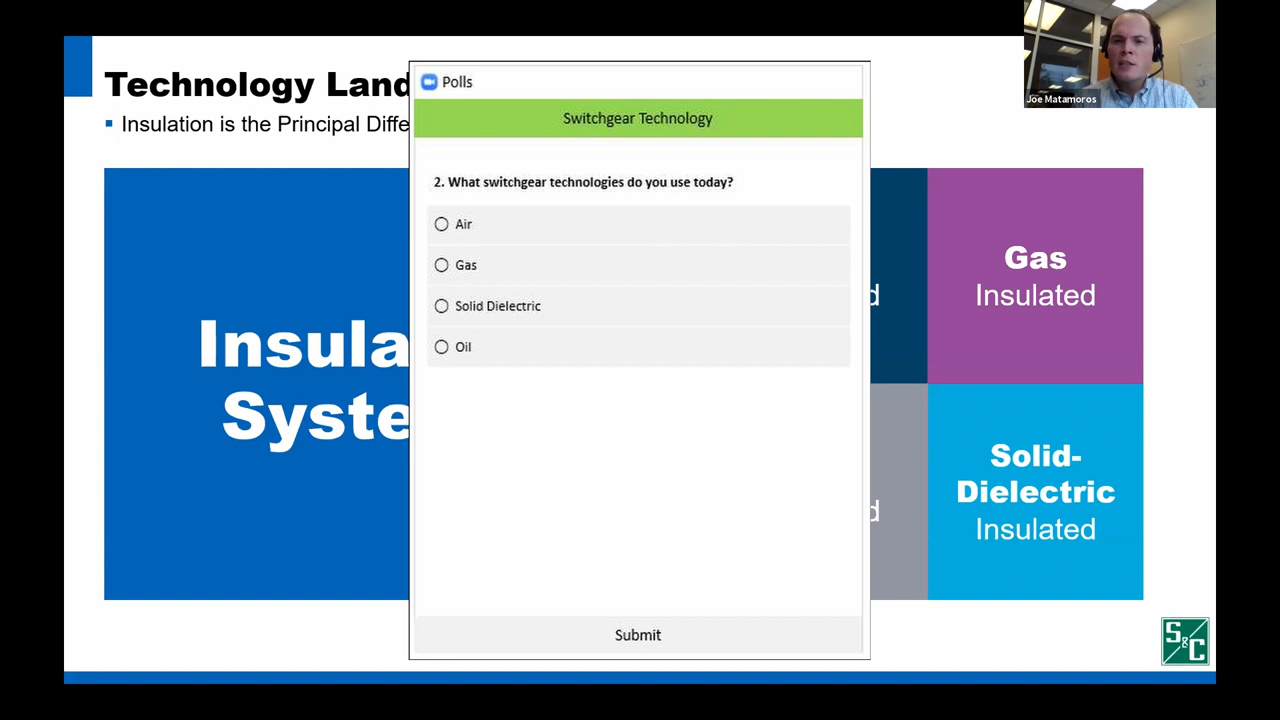 Technology Land
Insulation is the Principal Diffe
Joe Matamoros
Polls
Switchgear Technology
2. What switchgear technologies do you use today?
Air
Gas
Solid Dielectric
Oil
Submit
Insula
Syste
d
Gas
Insulated
d
Solid-
Dielectric
Insulated
S&C